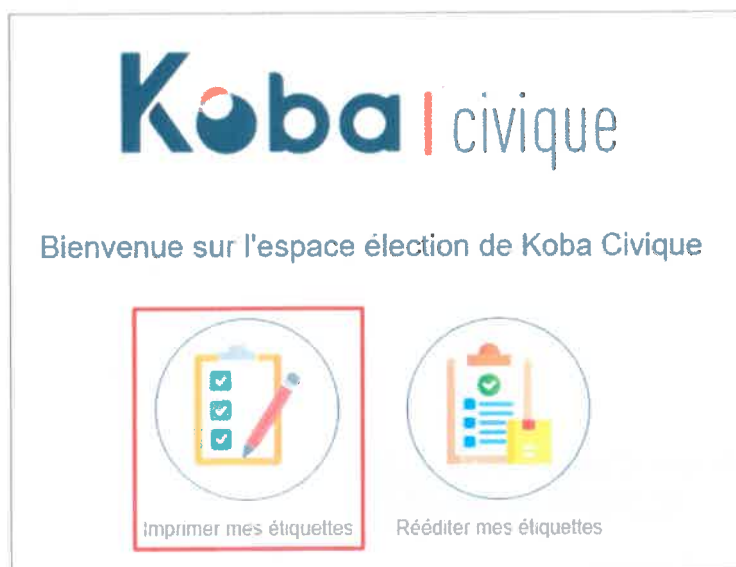 Koba | civique
Bienvenue sur l'espace élection de Koba Civique
Imprimer mes étiquettes
Rééditer mes étiquettes